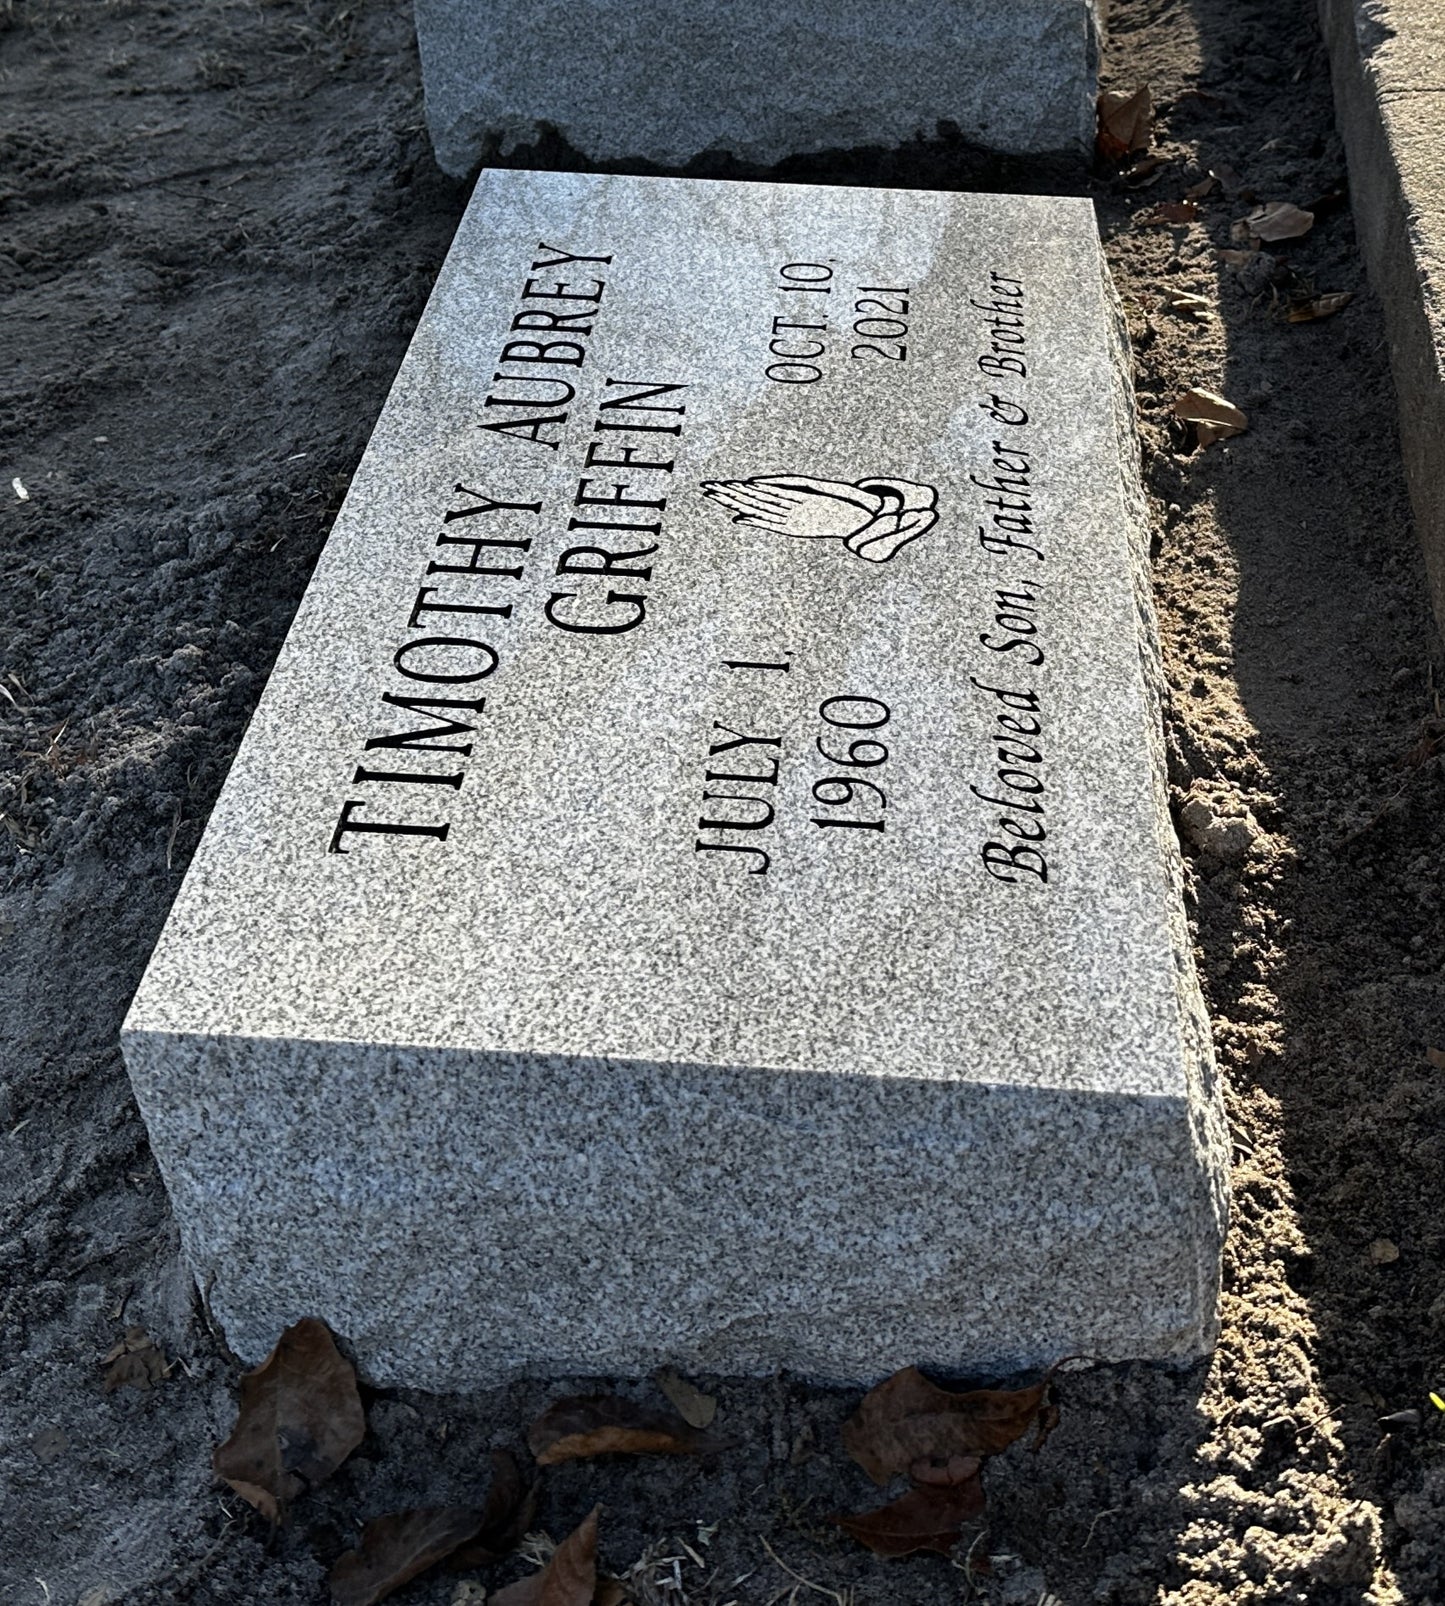 TIMOTHY AUBREY
GRIFFIN
JULY 1,
1960
OCT. 10,
2021
Beloved Son, Father & Brother